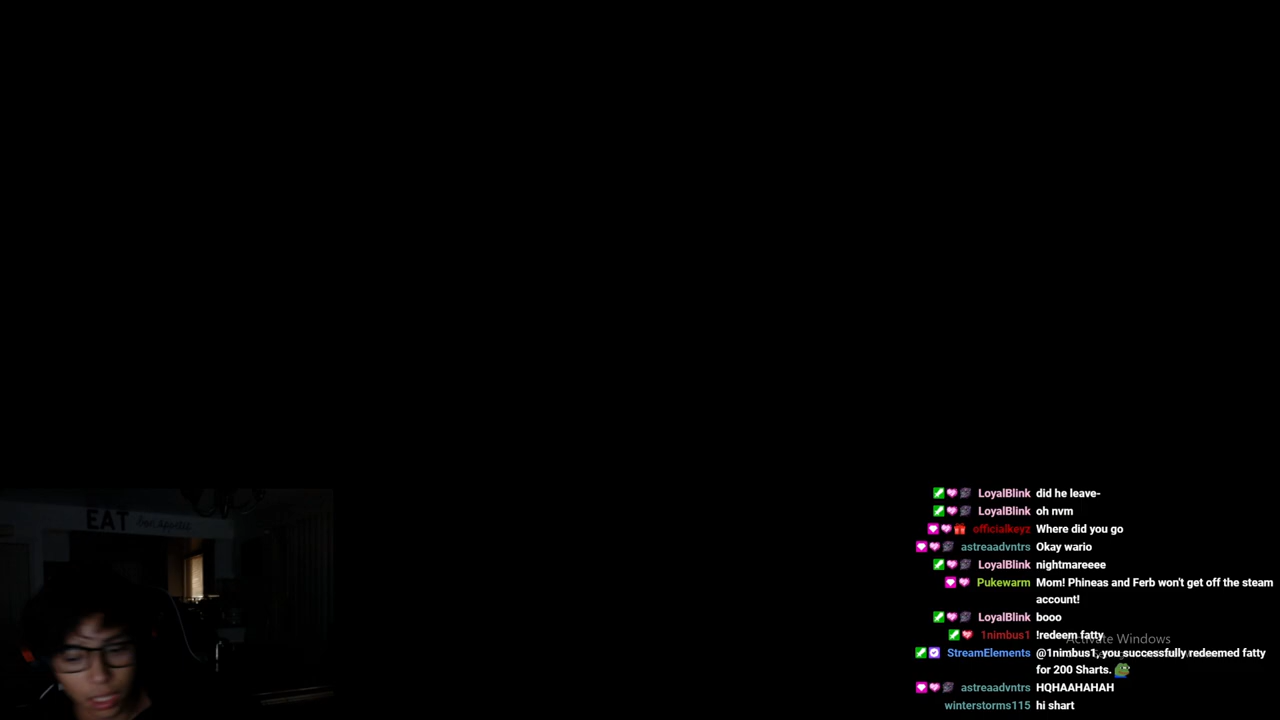 EAT
Bon Appetit
LoyalBlink did he leave-
LoyalBlink oh nvm
officialkeyz Where did you go
astreaadvntrs Okay wario
LoyalBlink nightmareeee
Pukewarm Mom! Phineas and Ferb won't get off the steam
account!
LoyalBlink booo
1nimbus1 !redeem fatty
Activate Windows
StreamElements @1nimbus1, you successfully redeemed fatty
for 200 Sharts.
astreaadvntrs HQHAAHAHAH
winterstorms115 hi shart